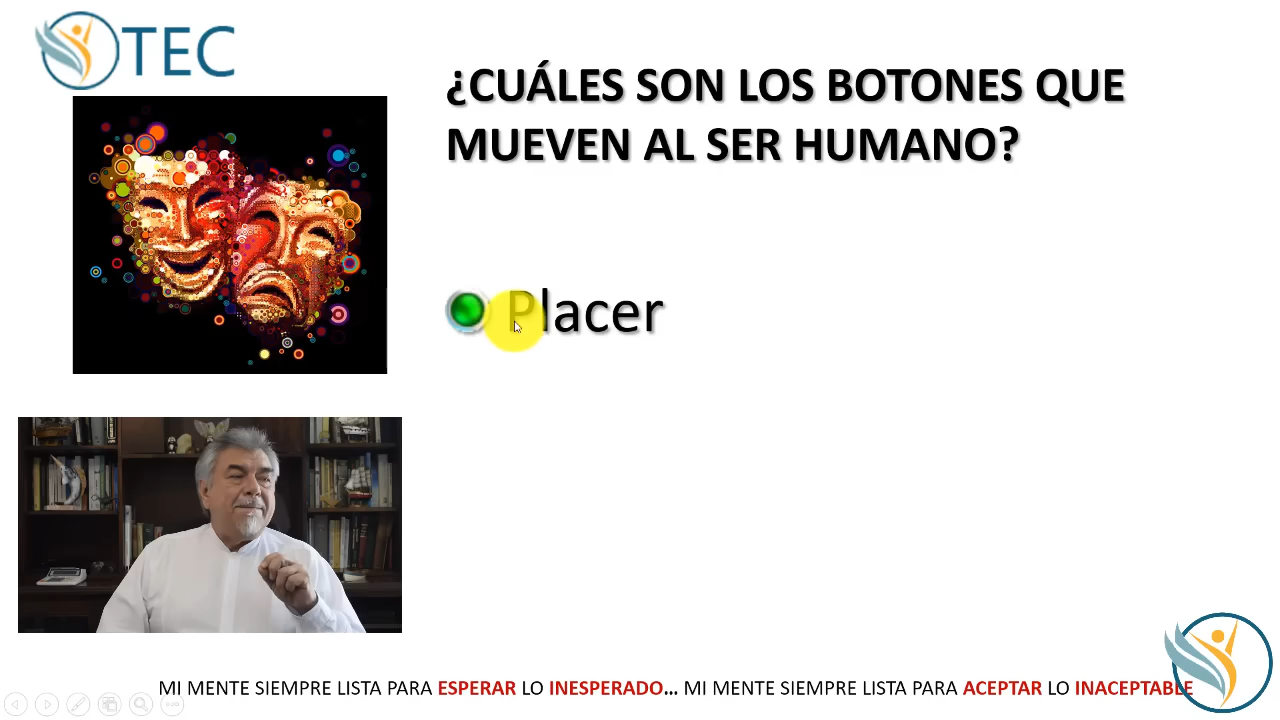 TEC
¿CUÁLES SON LOS BOTONES QUE
MUEVEN AL SER HUMANO?
Placer
MI MENTE SIEMPRE LISTA PARA ESPERAR LO INESPERADO... MI MENTE SIEMPRE LISTA PARA ACEPTAR LO INACEPTABLE